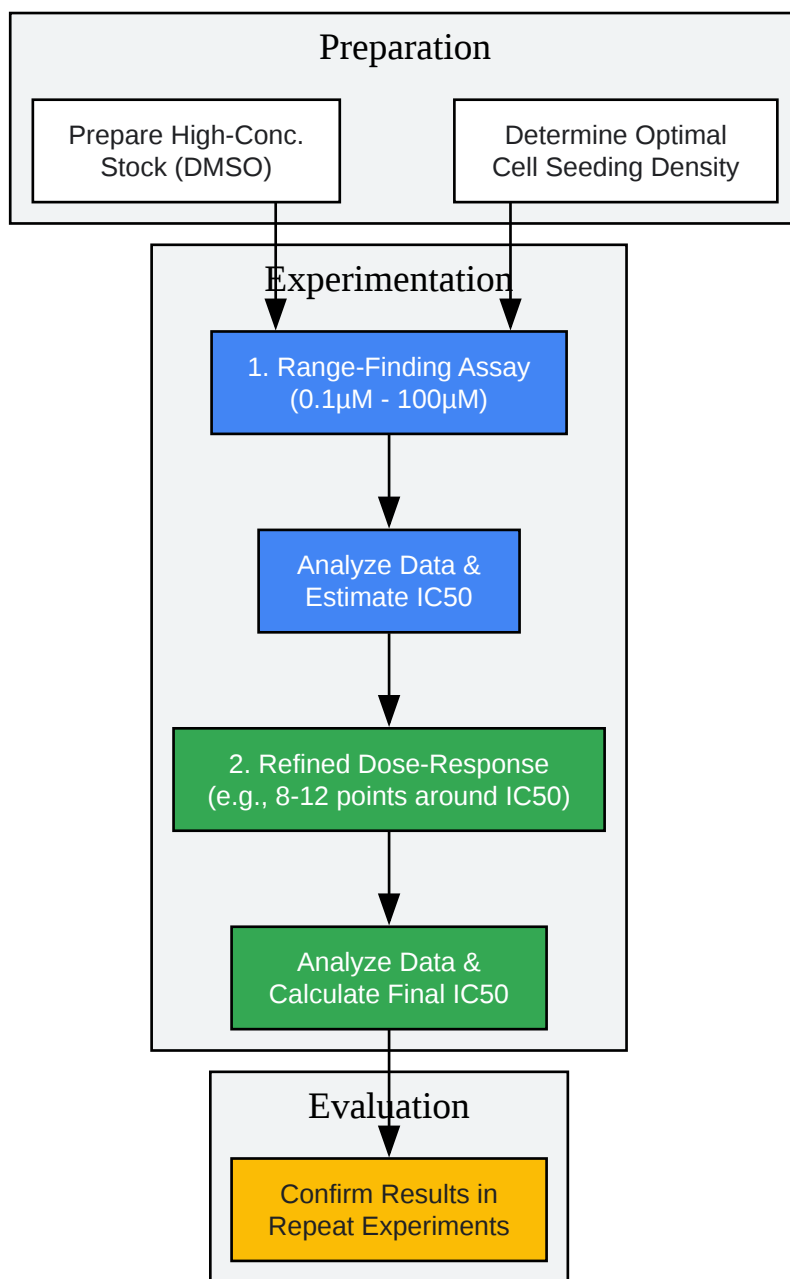 Preparation
Prepare High-Conc.
Stock (DMSO)
Determine Optimal
Cell Seeding Density
Experimentation
1. Range-Finding Assay
(0.1µM - 100µM)
Analyze Data &
Estimate IC50
2. Refined Dose-Response
(e.g., 8-12 points around IC50)
Analyze Data &
Calculate Final IC50
Evaluation
Confirm Results in
Repeat Experiments